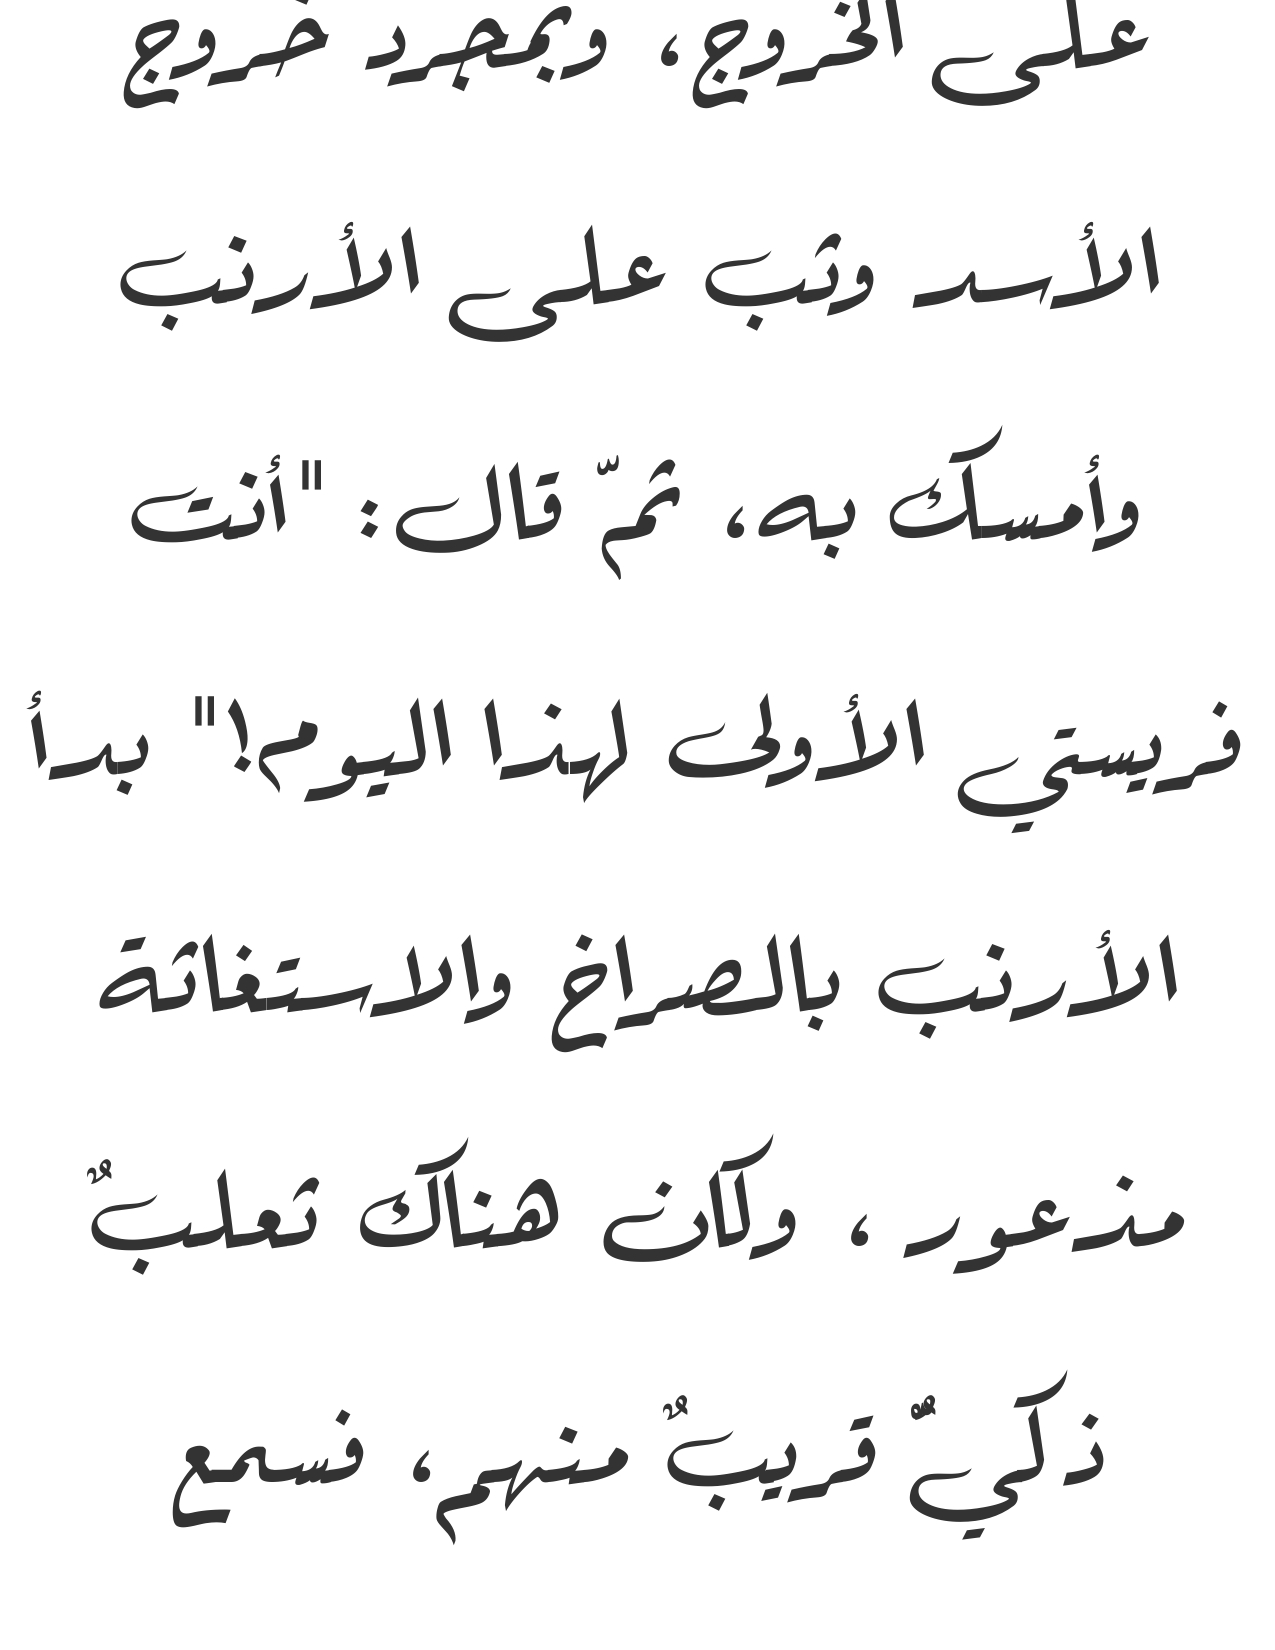 على الخروج، وبمجرد خروج
الأسد وثب على الأرنب
وأمسك به، ثمّ قال: "أنت
فريستي الأولى لهذا اليوم!" بدأ
الأرنب بالصراخ والاستغاثة
مذعور ، وكان هناك ثعلبٌ
ذكيٌّ قريبٌ منهم، فسمع